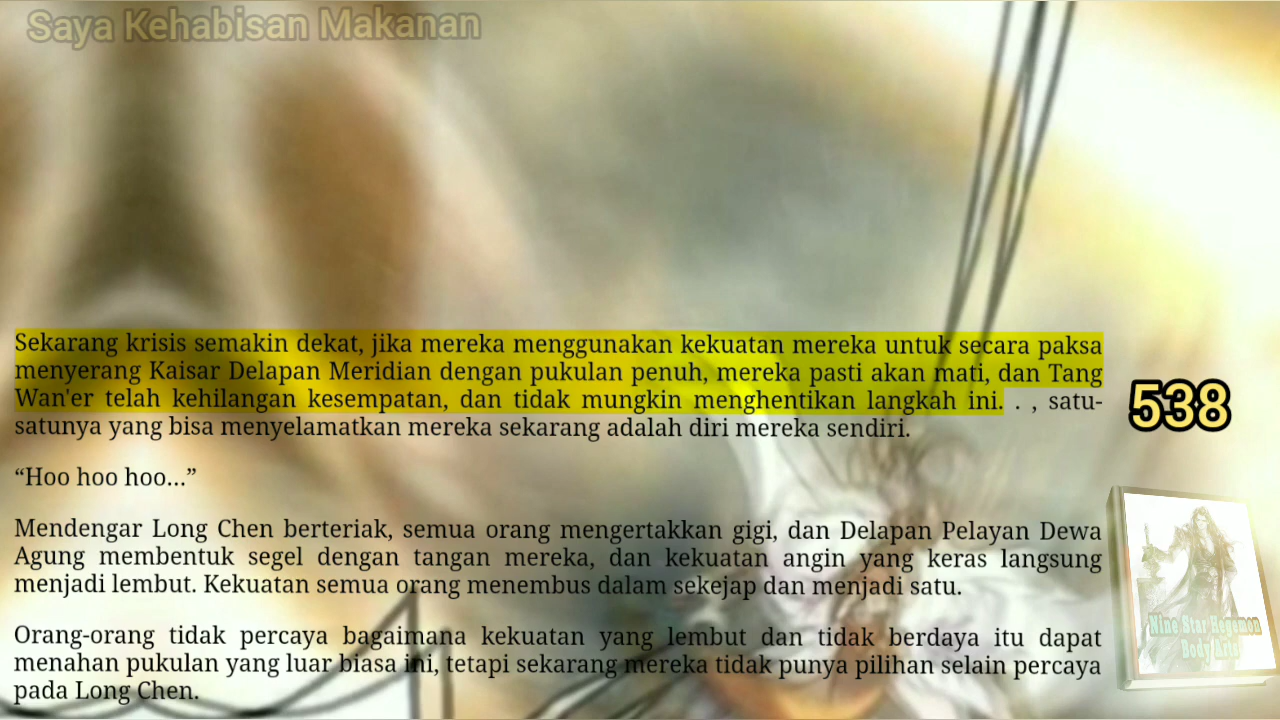 Saya Kehabisan Makanan
Sekarang krisis semakin dekat, jika mereka menggunakan kekuatan mereka untuk secara paksa
menyerang Kaisar Delapan Meridian dengan pukulan penuh, mereka pasti akan mati, dan Tang
Wan'er telah kehilangan kesempatan, dan tidak mungkin menghentikan langkah ini. . , satu-
satunya yang bisa menyelamatkan mereka sekarang adalah diri mereka sendiri.
538
“Hoo hoo hoo...”
Mendengar Long Chen berteriak, semua orang mengertakkan gigi, dan Delapan Pelayan Dewa
Agung membentuk segel dengan tangan mereka, dan kekuatan angin yang keras langsung
menjadi lembut. Kekuatan semua orang menembus dalam sekejap dan menjadi satu.
Orang-orang tidak percaya bagaimana kekuatan yang lembut dan tidak berdaya itu dapat
menahan pukulan yang luar biasa ini, tetapi sekarang mereka tidak punya pilihan selain percaya
pada Long Chen.
Nine Star Hegemon
Body Arts